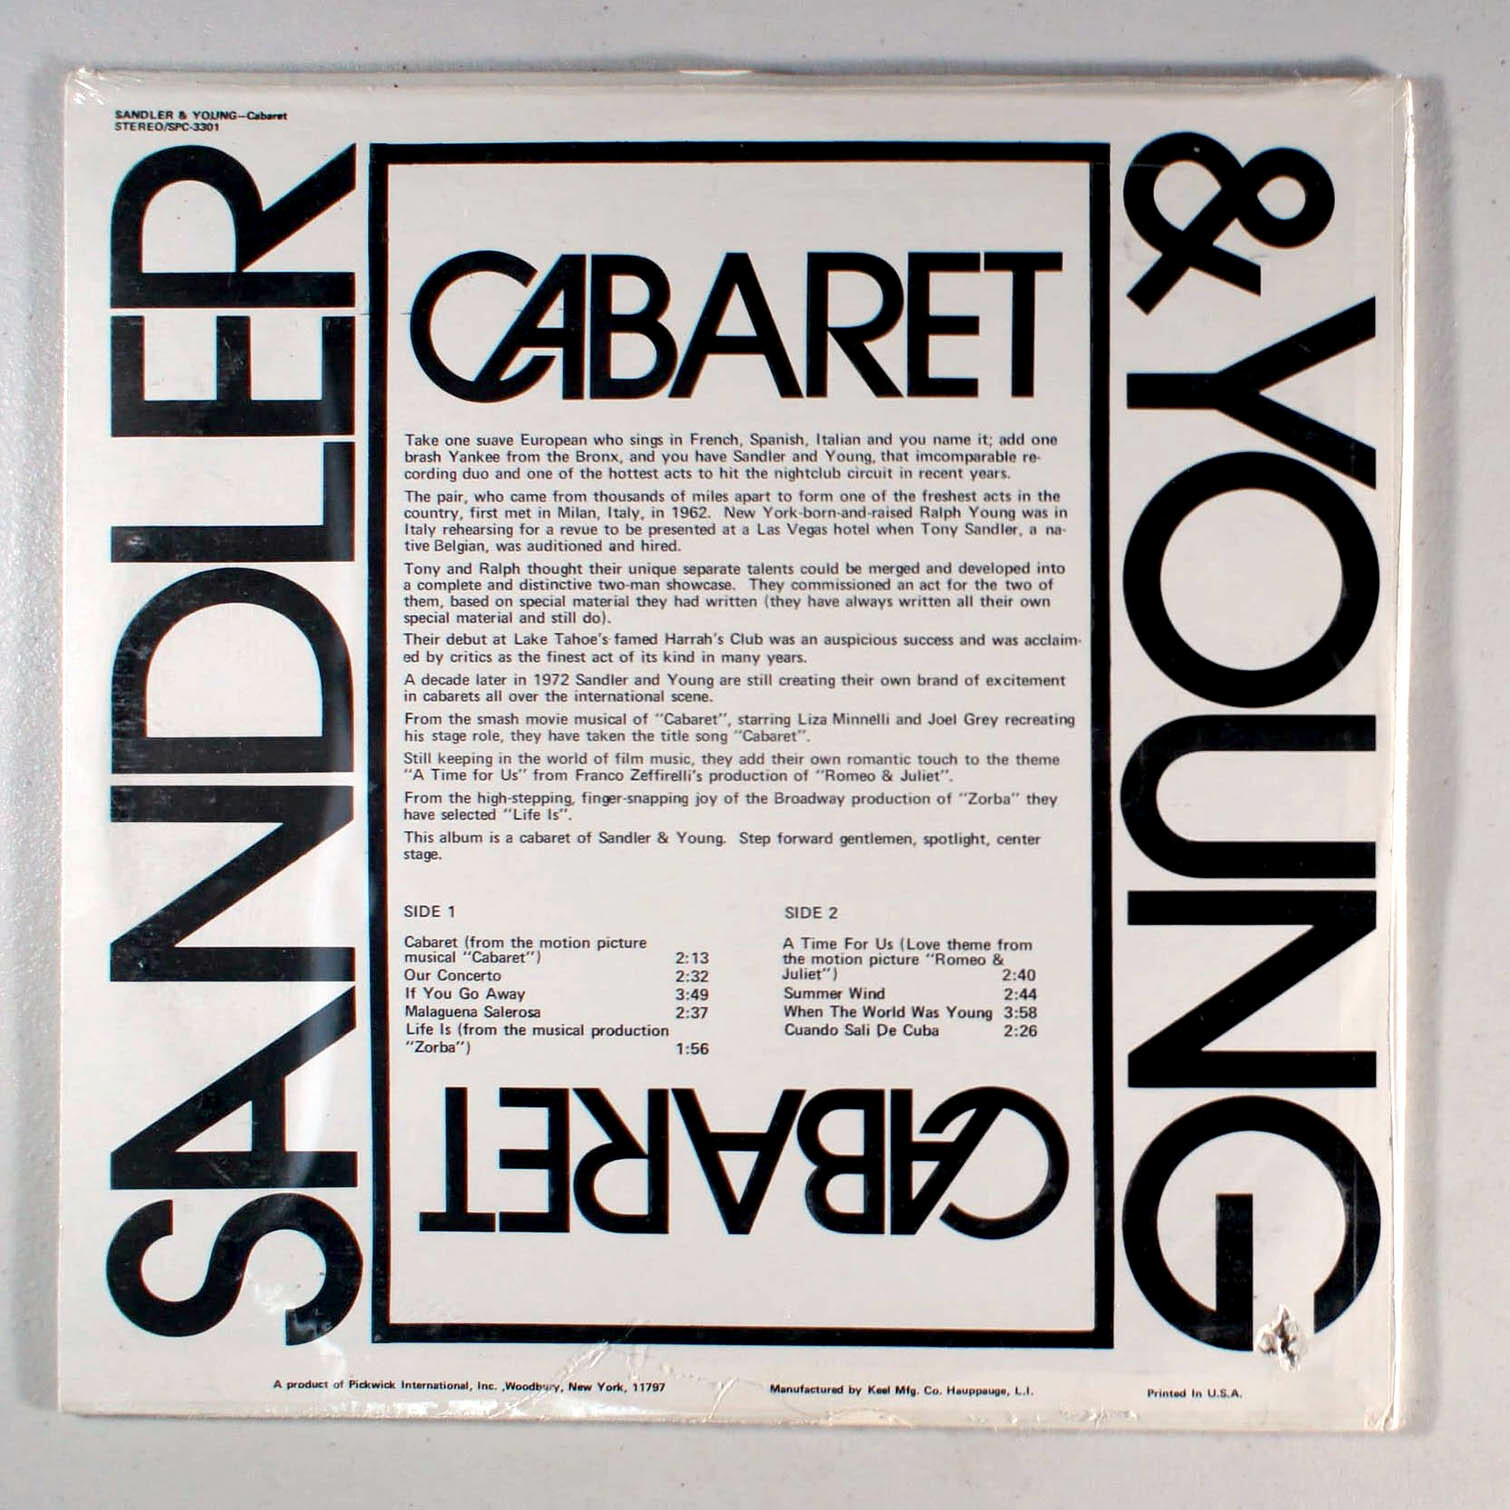 SANDLER & YOUNG—Cabaret
STEREO/SPC-3301
SANDLER
& YOUNG
CABARET
Take one suave European who sings in French, Spanish, Italian and you name it; add one
brash Yankee from the Bronx, and you have Sandler and Young, that imcomparable re-
cording duo and one of the hottest acts to hit the nightclub circuit in recent years.
The pair, who came from thousands of miles apart to form one of the freshest acts in the
country, first met in Milan, Italy, in 1962. New York-born-and-raised Ralph Young was in
Italy rehearsing for a revue to be presented at a Las Vegas hotel when Tony Sandler, a na-
tive Belgian, was auditioned and hired.
Tony and Ralph thought their unique separate talents could be merged and developed into
a complete and distinctive two-man showcase. They commissioned an act for the two of
them, based on special material they had written (they have always written all their own
special material and still do).
Their debut at Lake Tahoe's famed Harrah's Club was an auspicious success and was acclaim-
ed by critics as the finest act of its kind in many years.
A decade later in 1972 Sandler and Young are still creating their own brand of excitement
in cabarets all over the international scene.
From the smash movie musical of "Cabaret", starring Liza Minnelli and Joel Grey recreating
his stage role, they have taken the title song "Cabaret".
Still keeping in the world of film music, they add their own romantic touch to the theme
"A Time for Us" from Franco Zeffirelli's production of "Romeo & Juliet".
From the high-stepping, finger-snapping joy of the Broadway production of "Zorba" they
have selected "Life Is".
This album is a cabaret of Sandler & Young. Step forward gentlemen, spotlight, center
stage.
SIDE 1
Cabaret (from the motion picture
musical "Cabaret") 2:13
Our Concerto 2:32
If You Go Away 3:49
Malaguena Salerosa 2:37
Life Is (from the musical production
"Zorba") 1:56
SIDE 2
A Time For Us (Love theme from
the motion picture "Romeo &
Juliet") 2:40
Summer Wind 2:44
When The World Was Young 3:58
Cuando Sali De Cuba 2:26
CABARET
A product of Pickwick International, Inc. ,Woodbury, New York, 11797
Manufactured by Keel Mfg. Co. Hauppauge, L.I.
Printed In U.S.A.